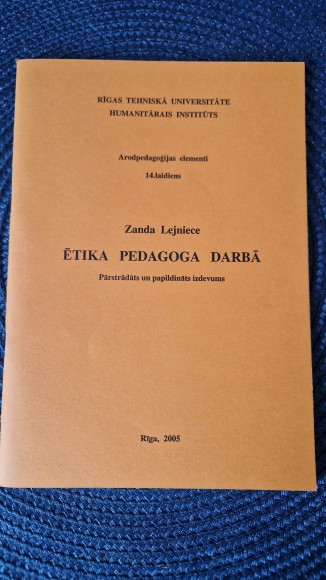 RĪGAS TEHNISKĀ UNIVERSITĀTE
HUMANITĀRAIS INSTITŪTS
Arodpedagoģijas elementi
14.laidiens
Zanda Lejniece
ĒTIKA PEDAGOGA DARBĀ
Pārstrādāts un papildināts izdevums
Rīga, 2005